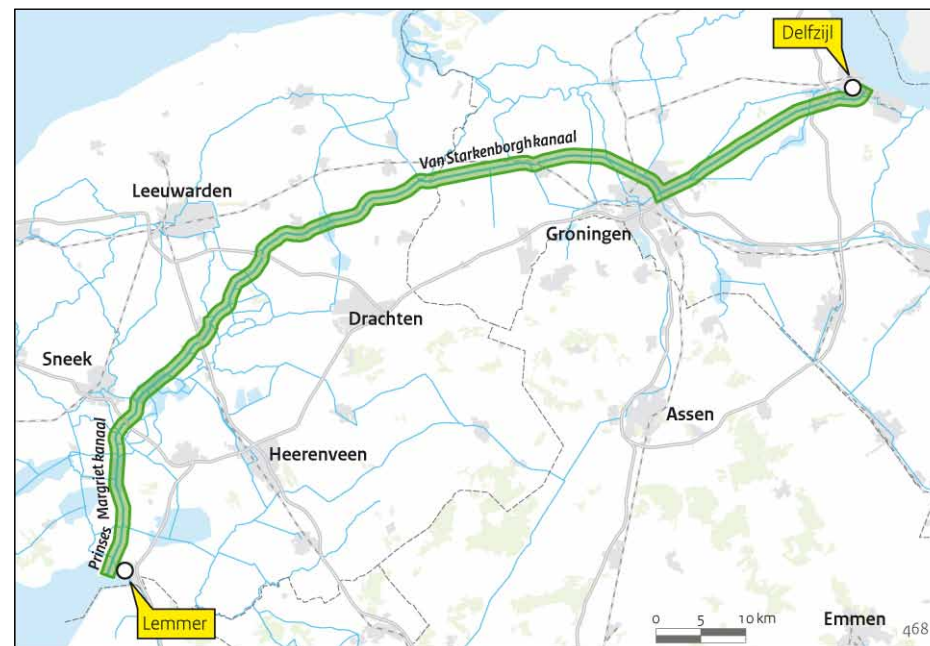 Delfzijl
Van Starkenborghkanaal
Leeuwarden
Groningen
Drachten
Sneek
Assen
Heerenveen
Prinses Margriet kanaal
Lemmer
0 5 10 km
Emmen
468